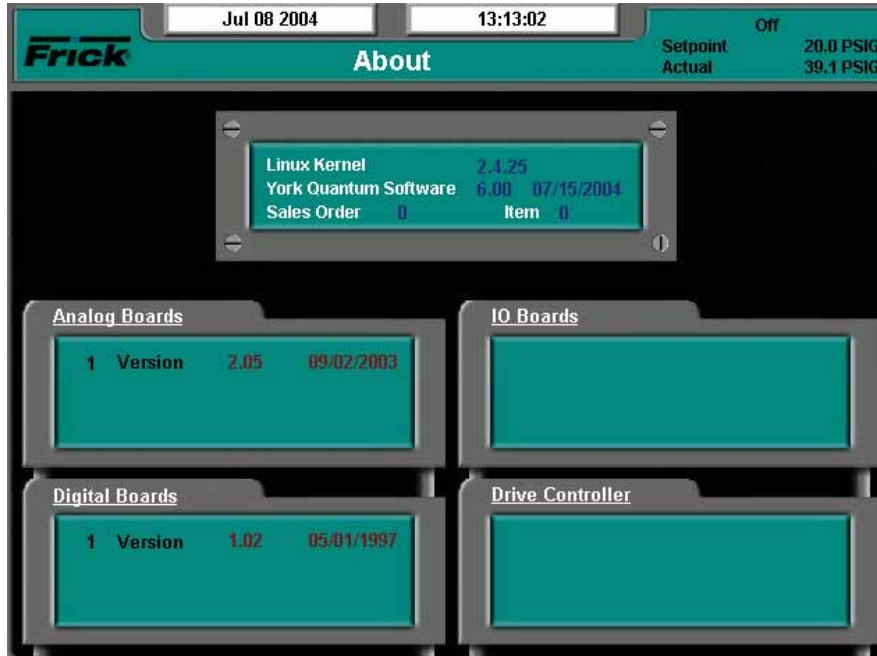 Jul 08 2004
13:13:02
Off
Frick
About
Setpoint 20.0 PSIG
Actual 39.1 PSIG
Linux Kernel 2.4.25
York Quantum Software 6.00 07/15/2004
Sales Order 0 Item 0
Analog Boards
1 Version 2.05 09/02/2003
IO Boards
Digital Boards
1 Version 1.02 05/01/1997
Drive Controller